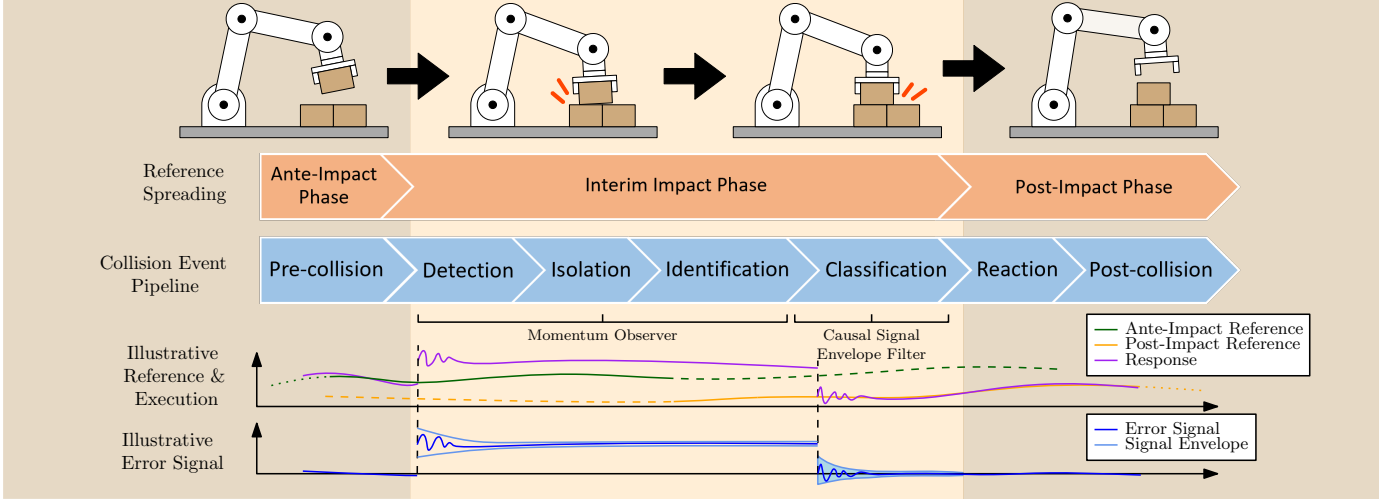 Reference
Spreading
Ante-Impact
Phase
Interim Impact Phase
Post-Impact Phase
Collision Event
Pipeline
Pre-collision
Detection
Isolation
Identification
Classification
Reaction
Post-collision
Momentum Observer
Causal Signal
Envelope Filter
Illustrative
Reference &
Execution
Ante-Impact Reference
Post-Impact Reference
Response
Illustrative
Error Signal
Error Signal
Signal Envelope